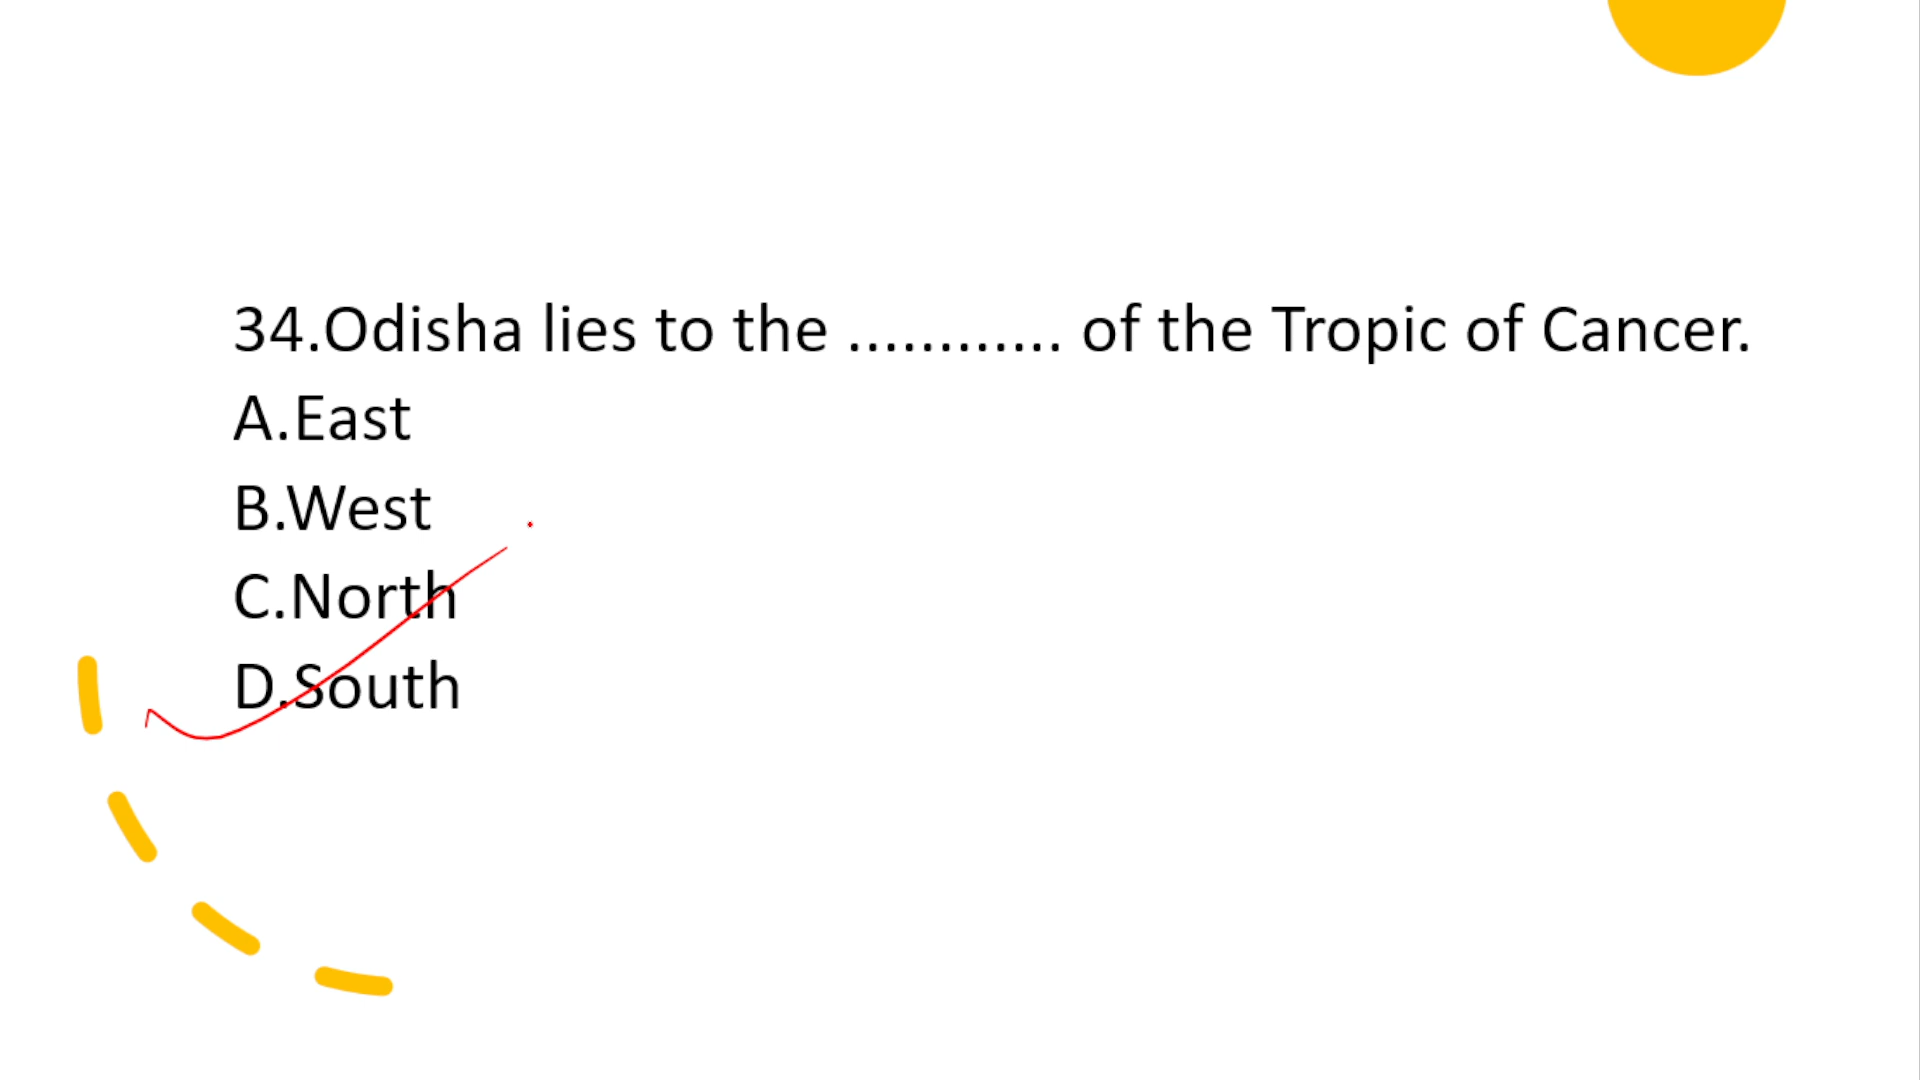 34.Odisha lies to the ............ of the Tropic of Cancer.
A.East
B.West
C.North
D.South